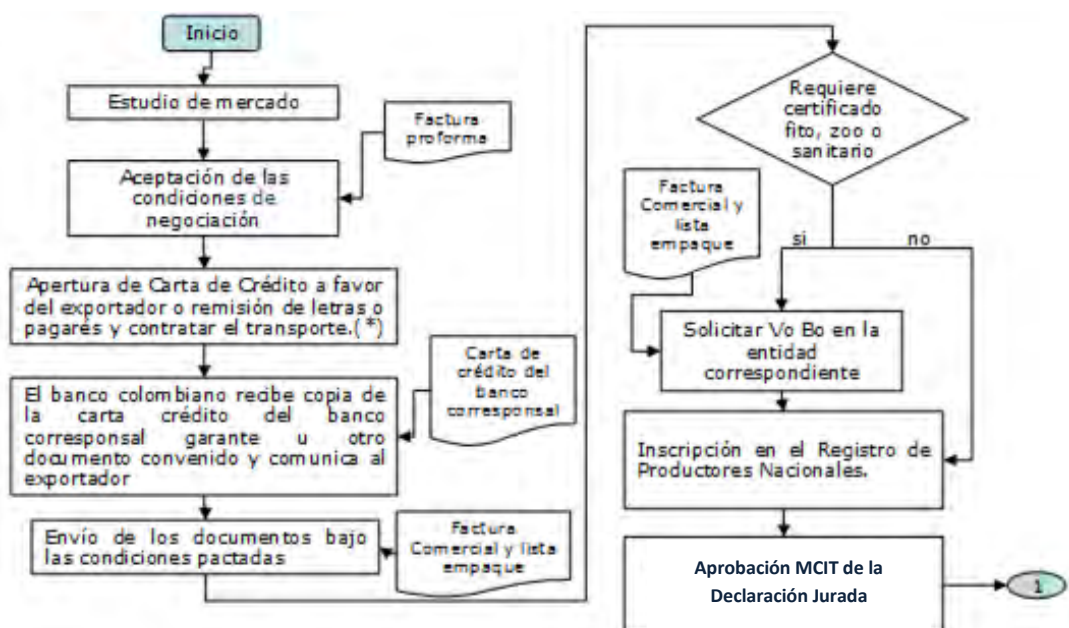 Inicio
Estudio de mercado
Factura
proforma
Aceptación de las
condiciones de
negociación
Apertura de Carta de Crédito a favor
del exportador o remisión de letras o
pagarés y contratar el transporte.(*)
Carta de
crédito del
banco
corresponsal
El banco colombiano recibe copia de
la carta crédito del banco
corresponsal garante u otro
documento convenido y comunica al
exportador
Envío de los documentos bajo
las condiciones pactadas
Factura
Comercial y lista
empaque
Requiere
certificado
fito, zoo o
sanitario
Factura
Comercial y
lista
empaque
si no
Solicitar Vo Bo en la
entidad
correspondiente
Inscripción en el Registro de
Productores Nacionales.
Aprobación MCIT de la
Declaración Jurada
1